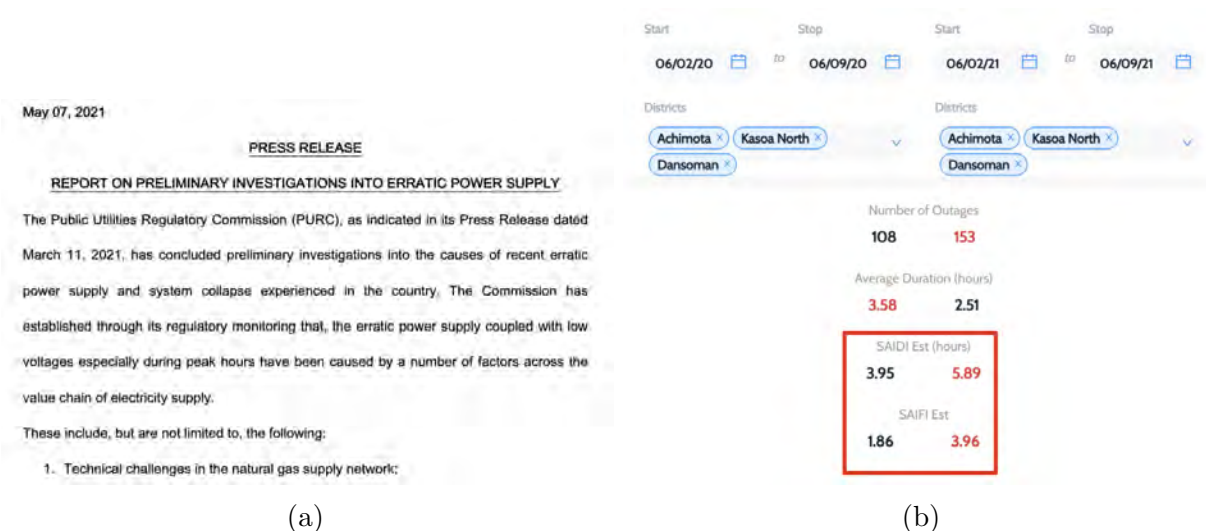 May 07, 2021
PRESS RELEASE
REPORT ON PRELIMINARY INVESTIGATIONS INTO ERRATIC POWER SUPPLY
The Public Utilities Regulatory Commission (PURC), as indicated in its Press Release dated
March 11, 2021, has concluded preliminary investigations into the causes of recent erratic
power supply and system collapse experienced in the country. The Commission has
established through its regulatory monitoring that, the erratic power supply coupled with low
voltages especially during peak hours have been caused by a number of factors across the
value chain of electricity supply.
These include, but are not limited to, the following:
1. Technical challenges in the natural gas supply network;
(a)
Start Stop Start Stop
06/02/20 to 06/09/20 06/02/21 to 06/09/21
Districts Districts
Achimota × Kasoa North × Achimota × Kasoa North ×
Dansoman × Dansoman ×
Number of Outages
108 153
Average Duration (hours)
3.58 2.51
SAIDI Est (hours)
3.95 5.89
SAIFI Est
1.86 3.96
(b)